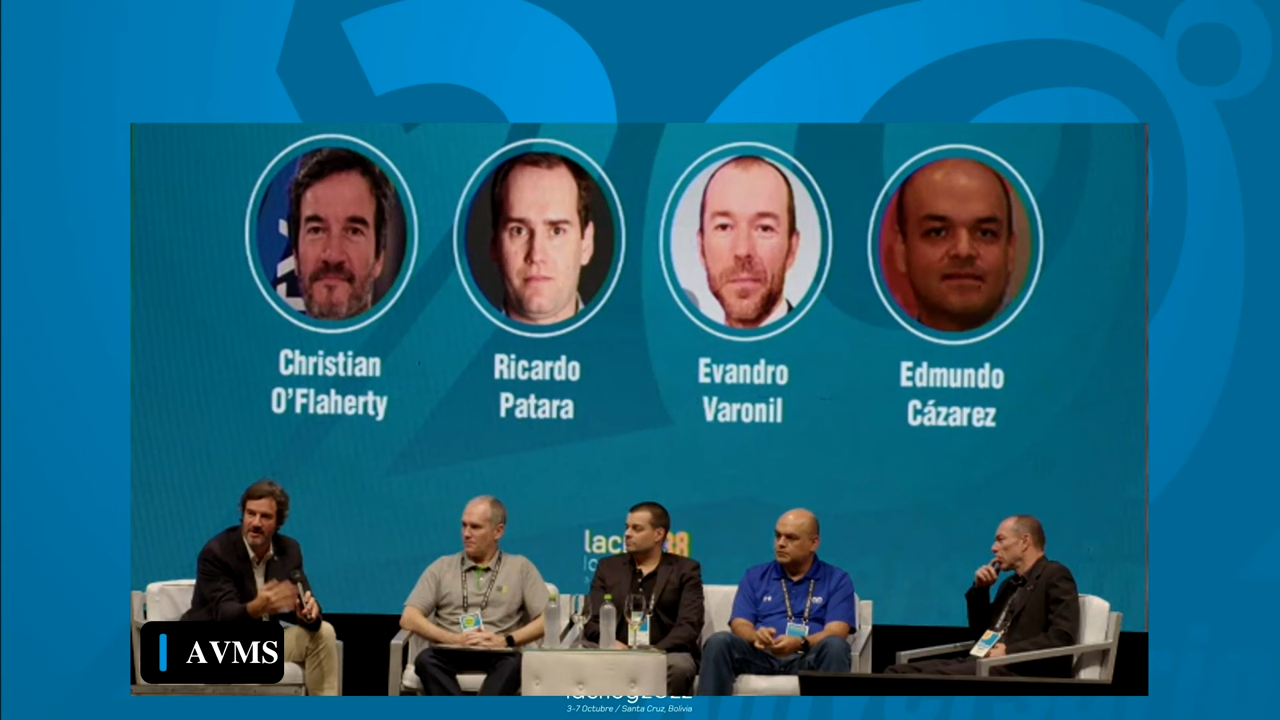 Christian
O'Flaherty
Ricardo
Patara
Evandro
Varonil
Edmundo
Cázarez
AVMS
3-7 Octubre / Santa Cruz, Bolivia